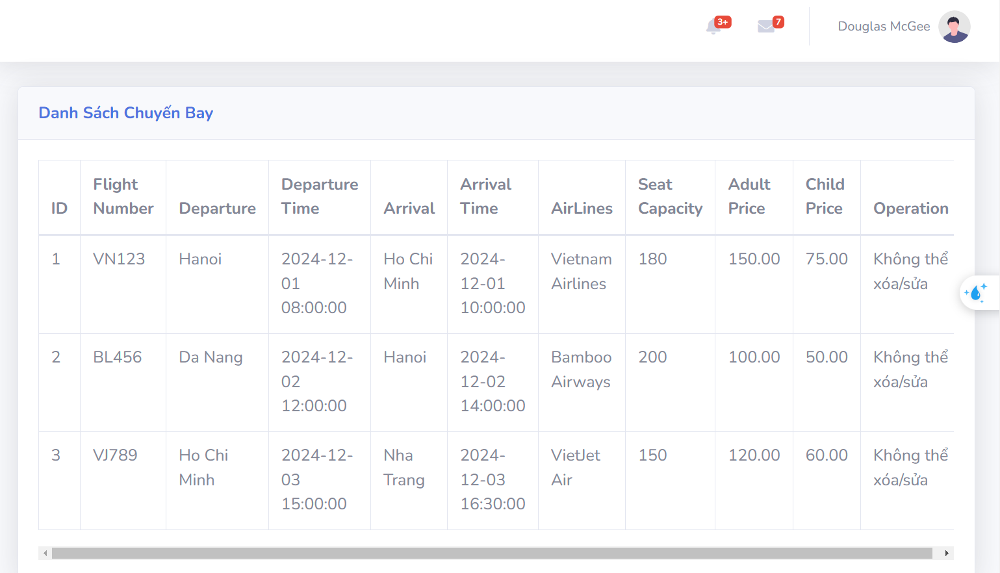 3+
7
Douglas McGee
Danh Sách Chuyến Bay
ID
Flight
Number
Departure
Departure
Time
Arrival
Arrival
Time
AirLines
Seat
Capacity
Adult
Price
Child
Price
Operation
1
VN123
Hanoi
2024-12-
01
08:00:00
Ho Chi
Minh
2024-
12-01
10:00:00
Vietnam
Airlines
180
150.00
75.00
Không thể
xóa/sửa
2
BL456
Da Nang
2024-12-
02
12:00:00
Hanoi
2024-
12-02
14:00:00
Bamboo
Airways
200
100.00
50.00
Không thể
xóa/sửa
3
VJ789
Ho Chi
Minh
2024-12-
03
15:00:00
Nha
Trang
2024-
12-03
16:30:00
VietJet
Air
150
120.00
60.00
Không thể
xóa/sửa